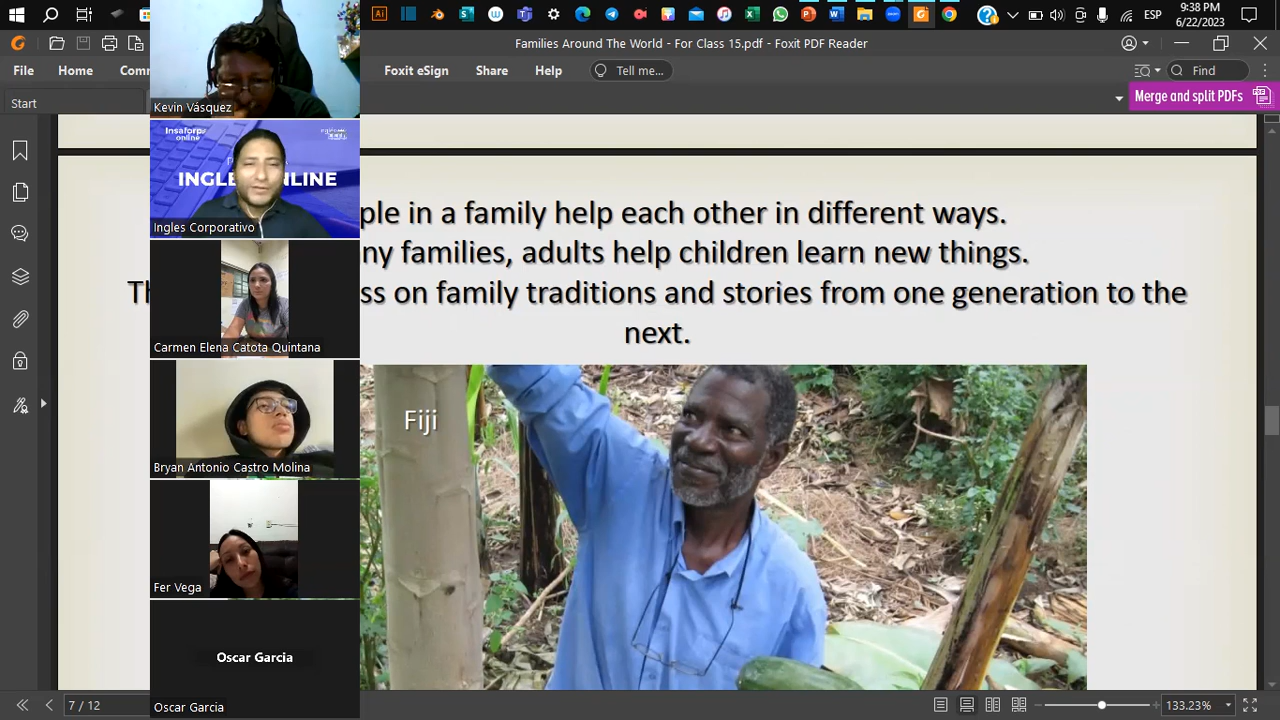 9:38 PM
ESP
6/22/2023
Families Around The World - For Class 15.pdf - Foxit PDF Reader
File
Home
Com
Foxit eSign
Share
Help
Tell me...
Find
Start
Merge and split PDFs
Kevin Vásquez
Insaforp
online
INGLE NLINE
Ingles Corporativo
Carmen Elena Catota Quintana
Bryan Antonio Castro Molina
Fer Vega
Oscar Garcia
Oscar Garcia
ple in a family help each other in different ways.
ny families, adults help children learn new things.
Th ss on family traditions and stories from one generation to the
next.
Fiji
7 / 12
133.23%